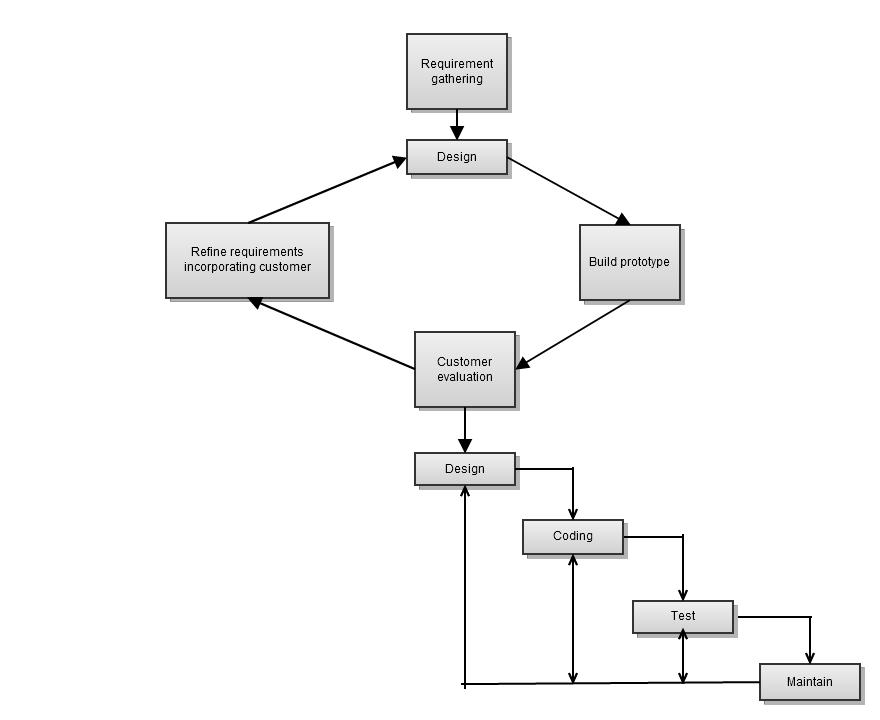 Requirement
gathering
Design
Refine requirements
incorporating customer
Build prototype
Customer
evaluation
Design
Coding
Test
Maintain